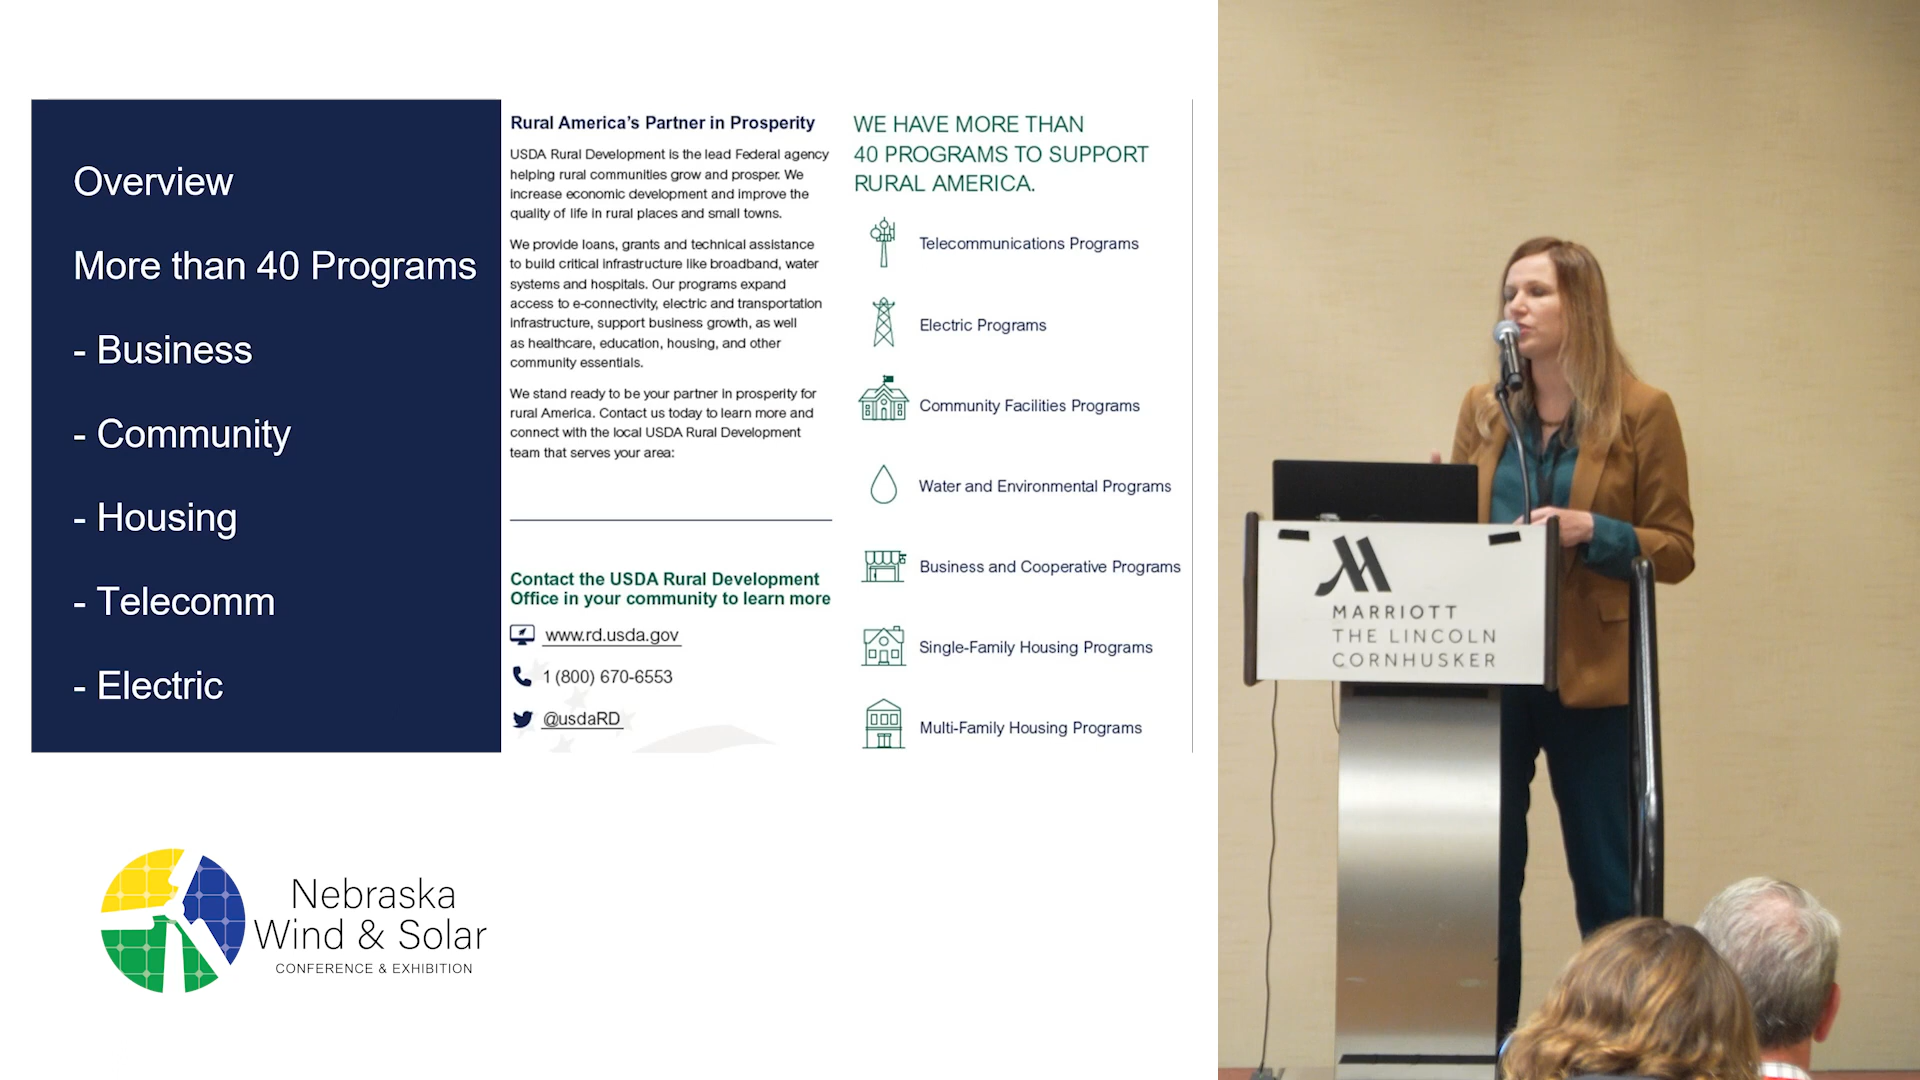 Overview
More than 40 Programs
- Business
- Community
- Housing
- Telecomm
- Electric
Rural America's Partner in Prosperity
USDA Rural Development is the lead Federal agency
helping rural communities grow and prosper. We
increase economic development and improve the
quality of life in rural places and small towns.
We provide loans, grants and technical assistance
to build critical infrastructure like broadband, water
systems and hospitals. Our programs expand
access to e-connectivity, electric and transportation
infrastructure, support business growth, as well
as healthcare, education, housing, and other
community essentials.
We stand ready to be your partner in prosperity for
rural America. Contact us today to learn more and
connect with the local USDA Rural Development
team that serves your area:
Contact the USDA Rural Development
Office in your community to learn more
www.rd.usda.gov
1 (800) 670-6553
@usdaRD
WE HAVE MORE THAN
40 PROGRAMS TO SUPPORT
RURAL AMERICA.
Telecommunications Programs
Electric Programs
Community Facilities Programs
Water and Environmental Programs
Business and Cooperative Programs
Single-Family Housing Programs
Multi-Family Housing Programs
Nebraska
Wind & Solar
CONFERENCE & EXHIBITION
MARRIOTT
THE LINCOLN
CORNHUSKER